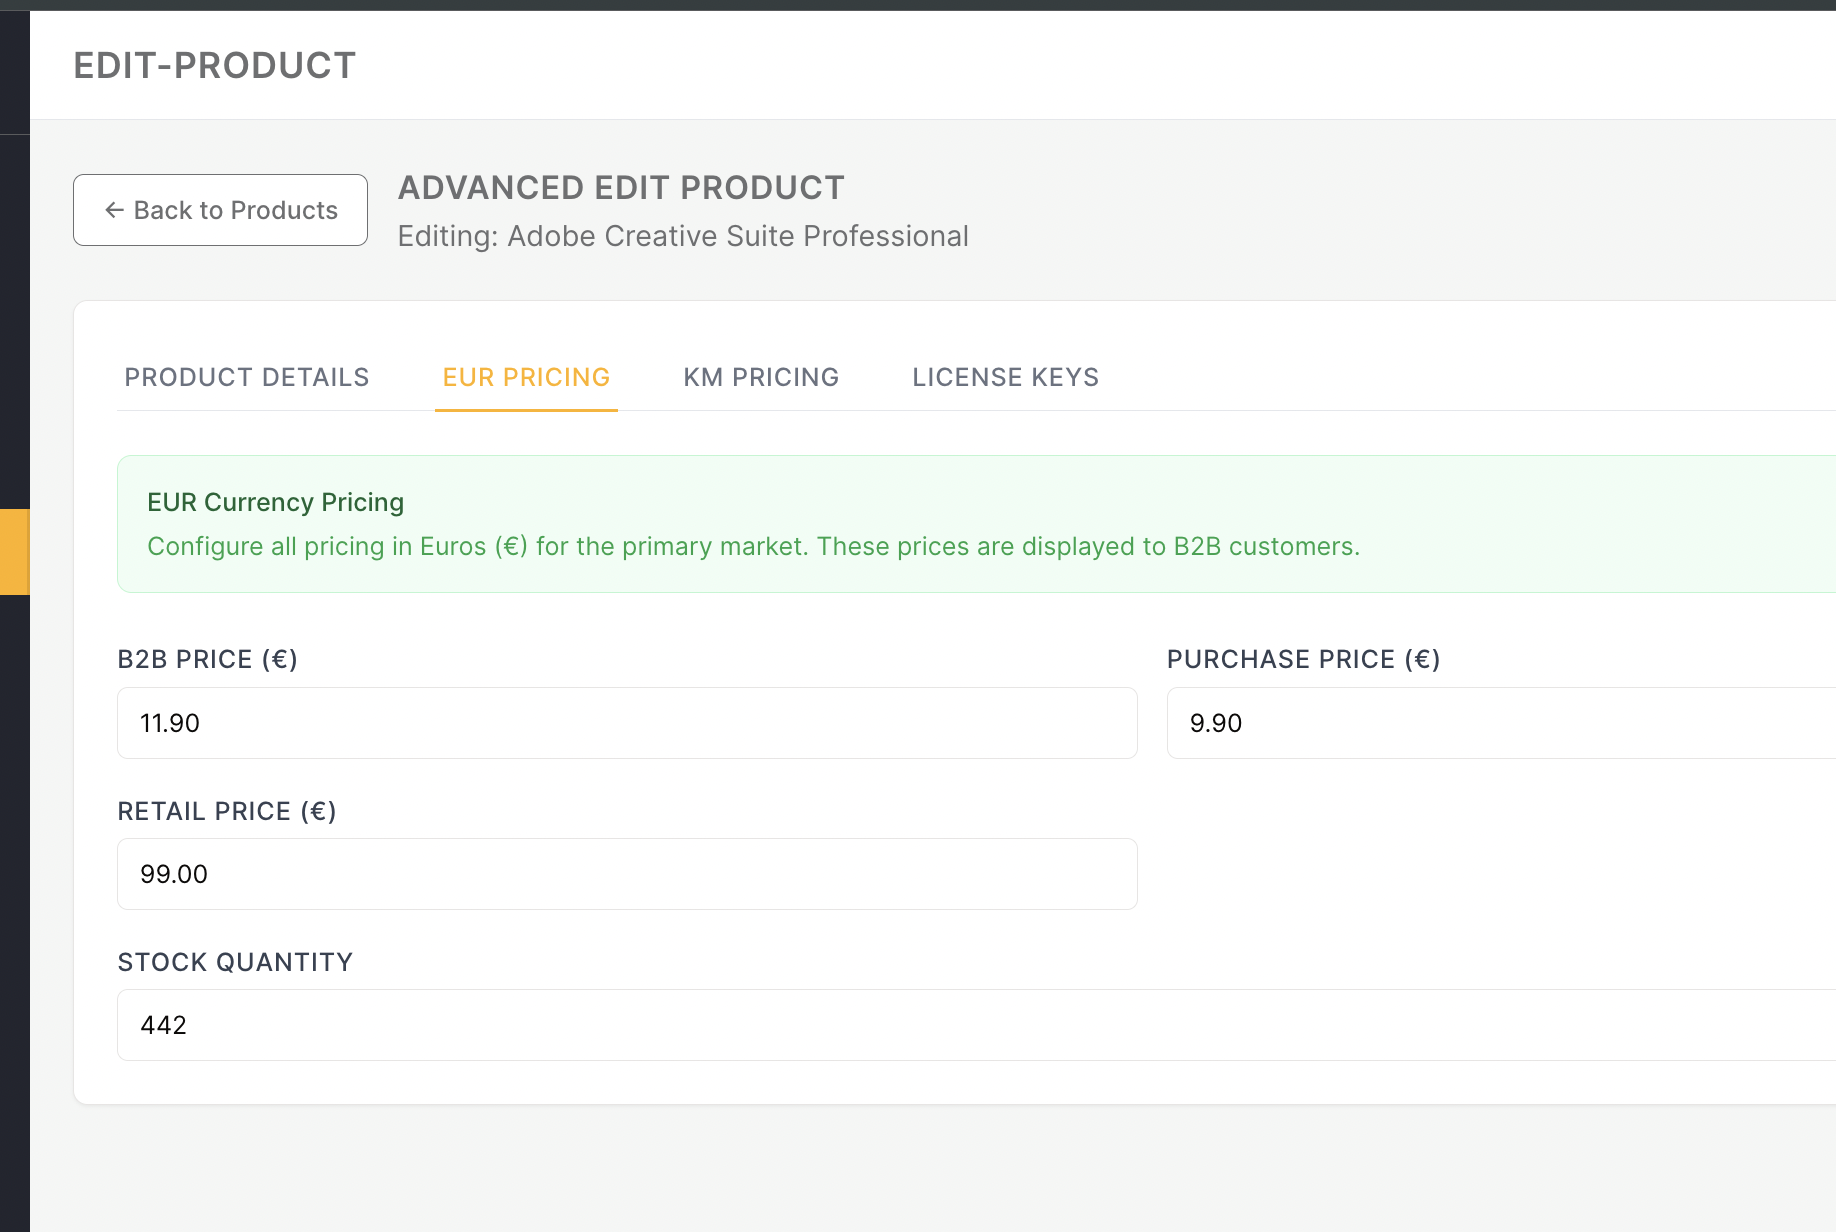 EDIT-PRODUCT
← Back to Products
ADVANCED EDIT PRODUCT
Editing: Adobe Creative Suite Professional
PRODUCT DETAILS
EUR PRICING
KM PRICING
LICENSE KEYS
EUR Currency Pricing
Configure all pricing in Euros (€) for the primary market. These prices are displayed to B2B customers.
B2B PRICE (€)
PURCHASE PRICE (€)
11.90
9.90
RETAIL PRICE (€)
99.00
STOCK QUANTITY
442